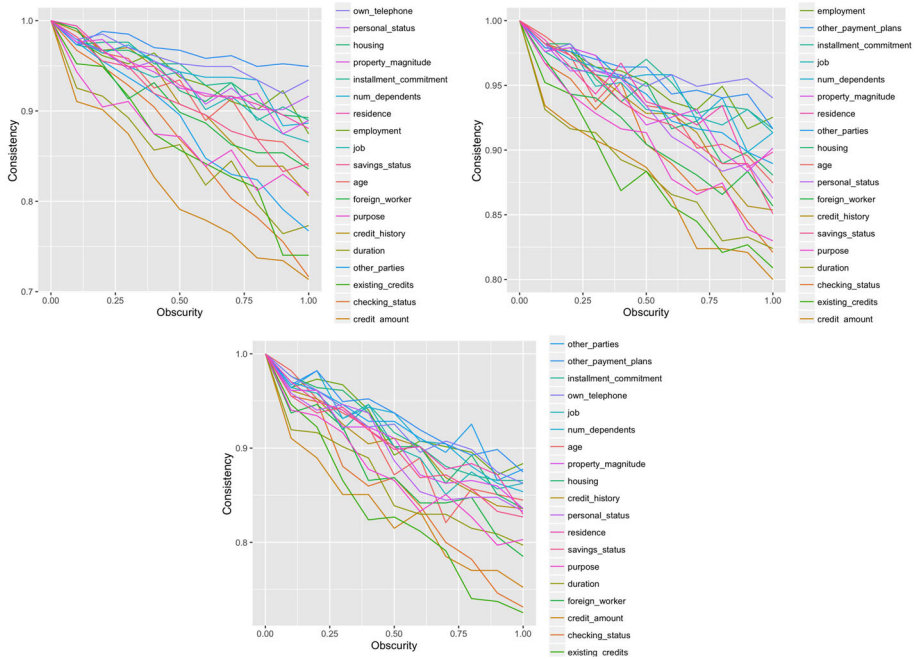 1.0
0.9
0.8
0.7
Consistency
0.00
0.25
0.50
0.75
1.00
Obscurity
own_telephone
personal_status
housing
property_magnitude
installment_commitment
num_dependents
residence
employment
job
savings_status
age
foreign_worker
purpose
credit_history
duration
other_parties
existing_credits
checking_status
credit_amount
1.00
0.95
0.90
0.85
0.80
Consistency
0.00
0.25
0.50
0.75
1.00
Obscurity
employment
other_payment_plans
installment_commitment
job
num_dependents
property_magnitude
residence
other_parties
housing
age
personal_status
foreign_worker
credit_history
savings_status
purpose
duration
checking_status
existing_credits
credit_amount
1.0
0.9
0.8
Consistency
0.00
0.25
0.50
0.75
1.00
Obscurity
other_parties
other_payment_plans
installment_commitment
own_telephone
job
num_dependents
age
property_magnitude
housing
credit_history
personal_status
residence
savings_status
purpose
duration
foreign_worker
credit_amount
checking_status
existing_credits